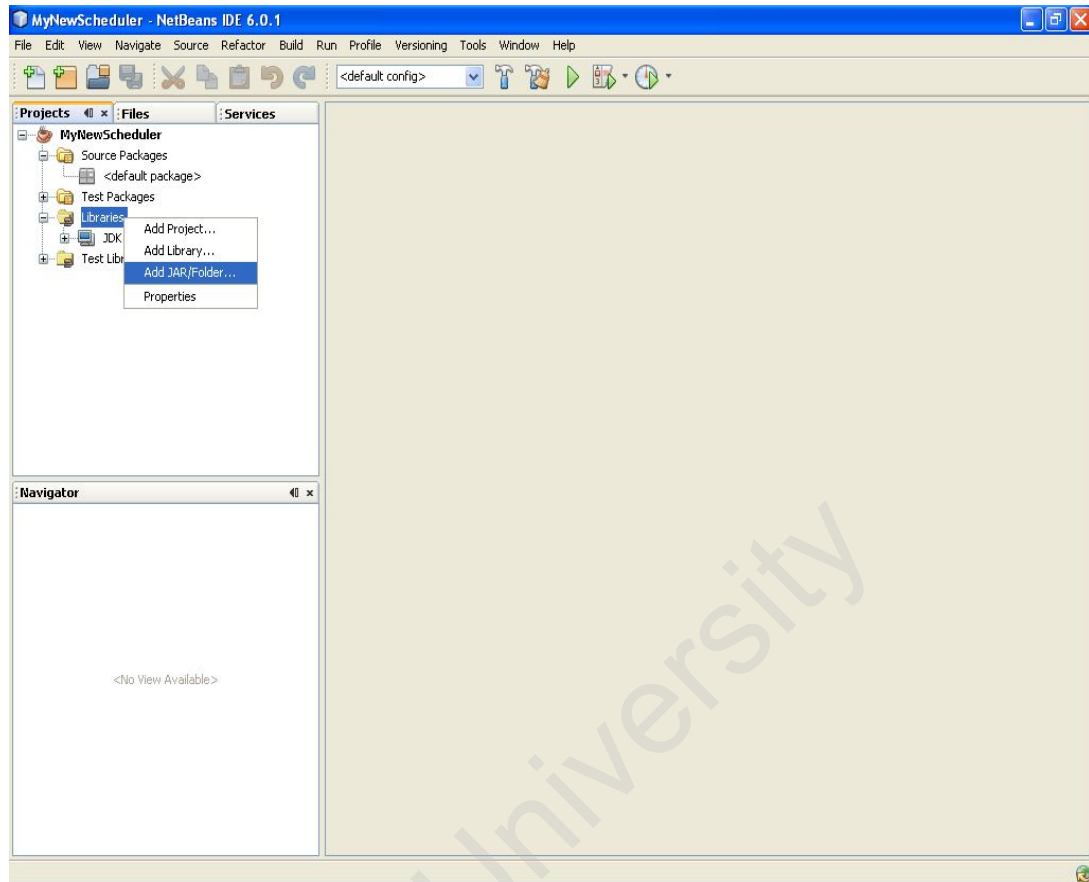 MyNewScheduler - NetBeans IDE 6.0.1
File Edit View Navigate Source Refactor Build Run Profile Versioning Tools Window Help
<default config>
Projects Files Services
MyNewScheduler
Source Packages
<default package>
Test Packages
Libraries
Add Project...
JDK
Add Library...
Test Libr
Add JAR/Folder...
Properties
Navigator
<No View Available>
University